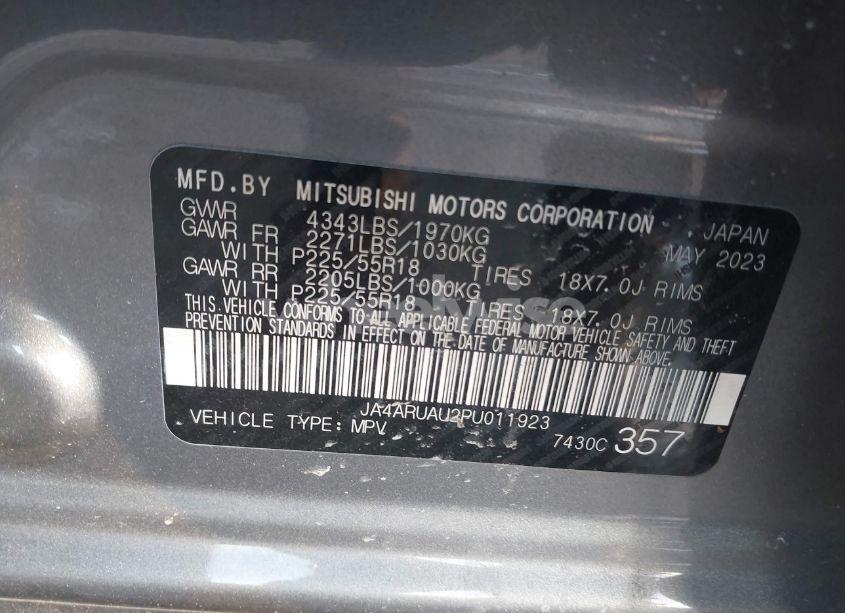 MFD.BY MITSUBISHI MOTORS CORPORATION JAPAN
GVWR 4343LBS/1970KG MAY 2023
GAWR FR 2271LBS/1030KG
WITH P225/55R18 TIRES 18X7.0J RIMS
GAWR RR 2205LBS/1000KG
WITH P225/55R18 TIRES 18X7.0J RIMS
THIS VEHICLE CONFORMS TO ALL APPLICABLE FEDERAL MOTOR VEHICLE SAFETY AND THEFT
PREVENTION STANDARDS IN EFFECT ON THE DATE OF MANUFACTURE SHOWN ABOVE.
JA4ARUAU2PU011923
VEHICLE TYPE: MPV 7430C 357